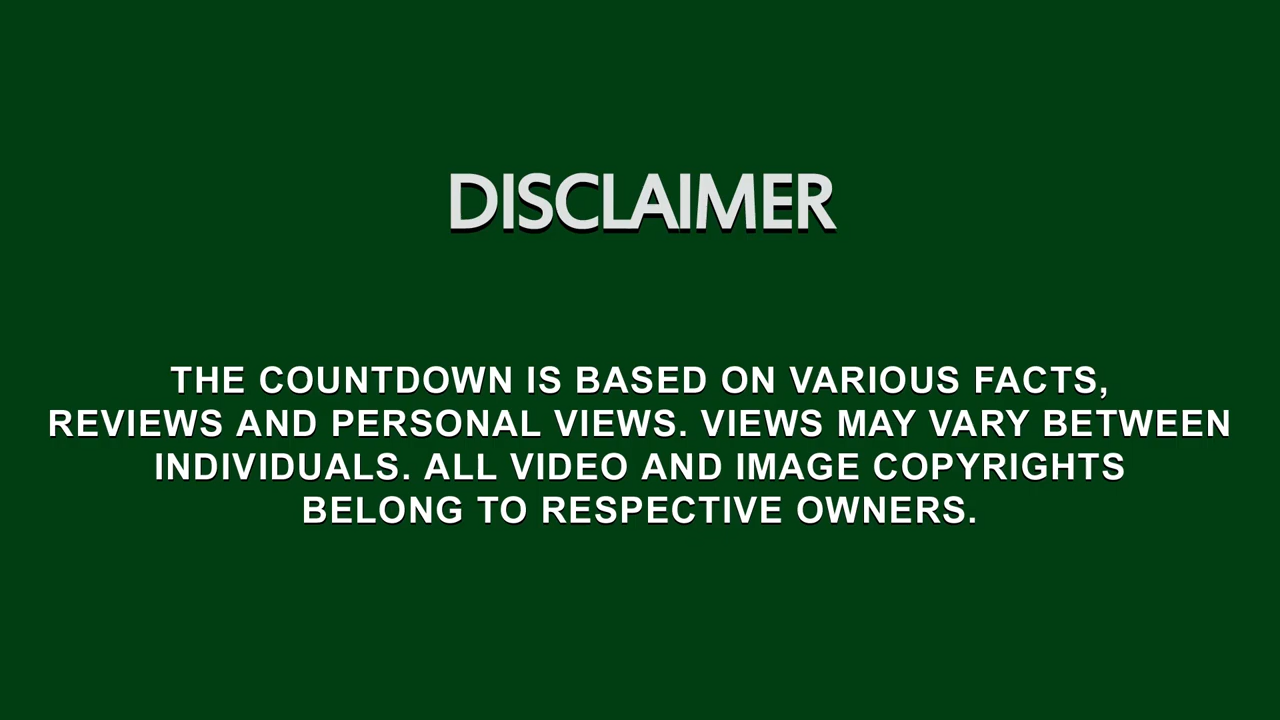 DISCLAIMER
THE COUNTDOWN IS BASED ON VARIOUS FACTS,
REVIEWS AND PERSONAL VIEWS. VIEWS MAY VARY BETWEEN
INDIVIDUALS. ALL VIDEO AND IMAGE COPYRIGHTS
BELONG TO RESPECTIVE OWNERS.